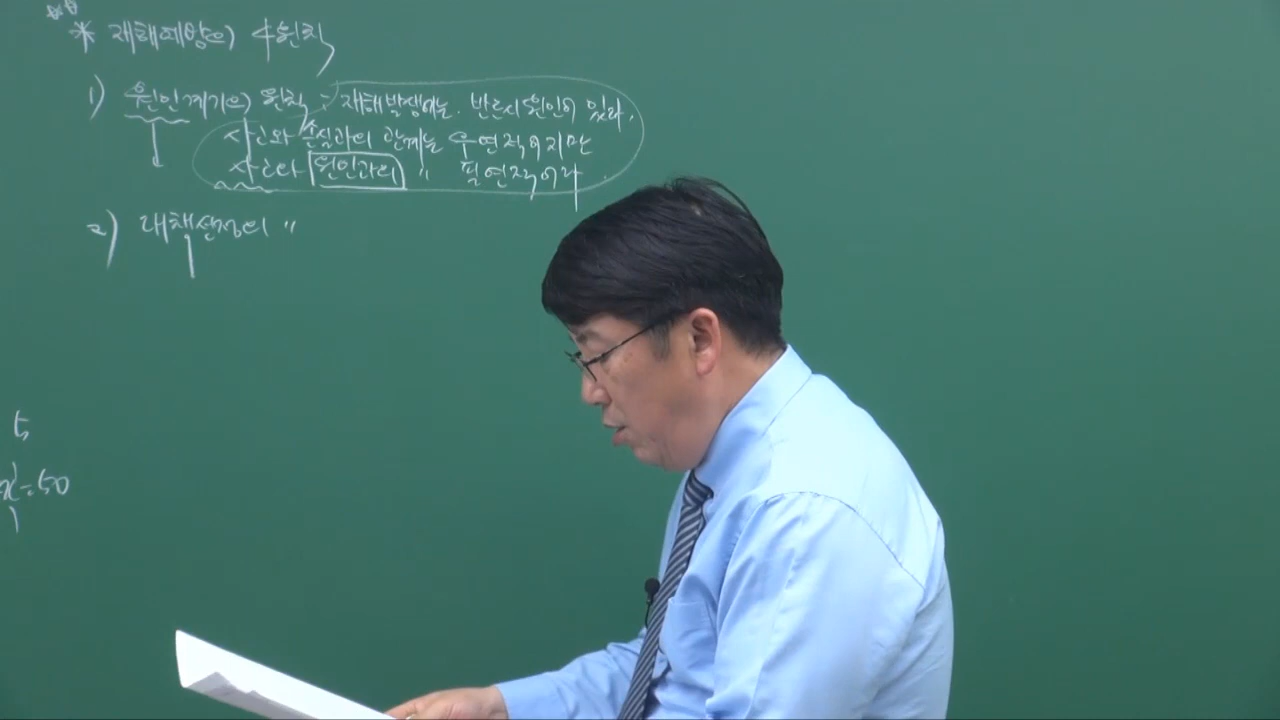 * 재해예방의 4원칙
1) 원인계기의 원칙 : 재해발생에는 반드시 원인이 있다.
사고와 손실과의 관계는 우연적이지만
사고와 원인과의 〃 필연적이다
2) 대책선정의 〃
5
x = 50